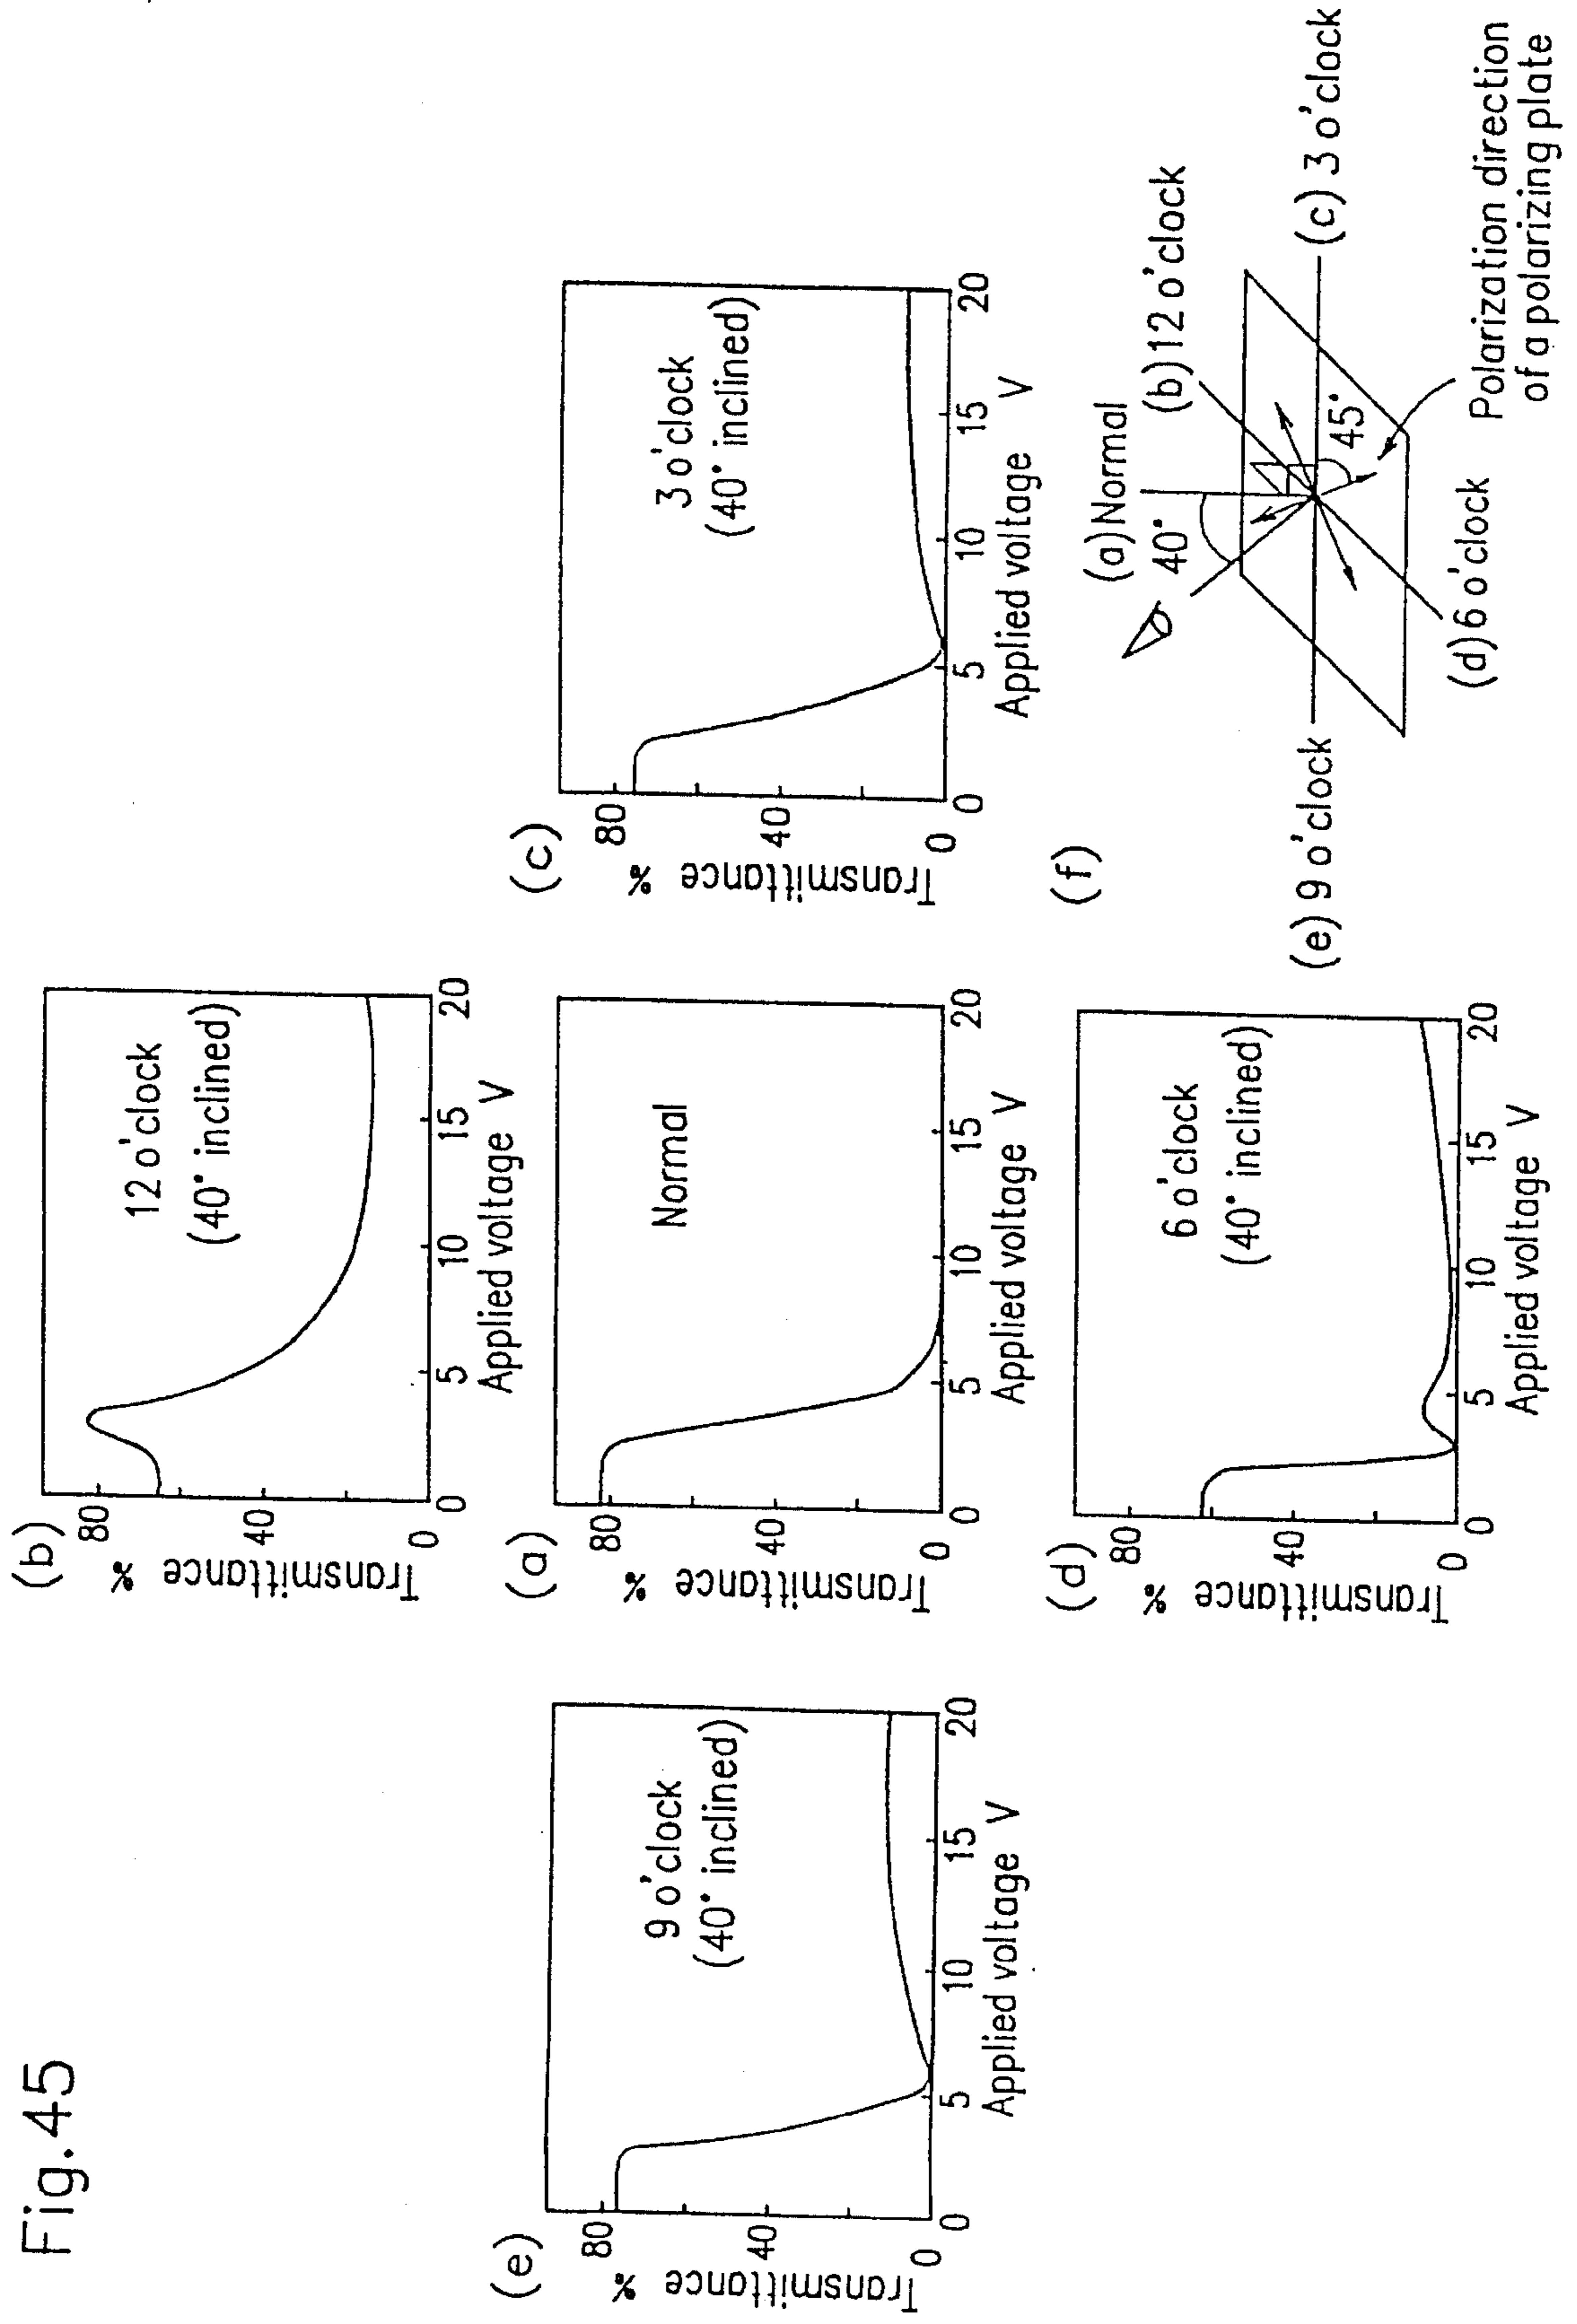 Fig.45
(b)
12 o'clock
(40° inclined)
Transmittance %
80
40
0
0 5 10 15 20
Applied voltage V
(e)
9 o'clock
(40° inclined)
Transmittance %
80
40
0
0 5 10 15 20
Applied voltage V
(a)
Normal
Transmittance %
80
40
0
0 5 10 15 20
Applied voltage V
(c)
3 o'clock
(40° inclined)
Transmittance %
80
40
0
0 5 10 15 20
Applied voltage V
(d)
6 o'clock
(40° inclined)
Transmittance %
80
40
0
0 5 10 15 20
Applied voltage V
(f)
(a) Normal
40°
(b) 12 o'clock
(e) 9 o'clock
(c) 3 o'clock
45°
(d) 6 o'clock
Polarization direction
of a polarizing plate